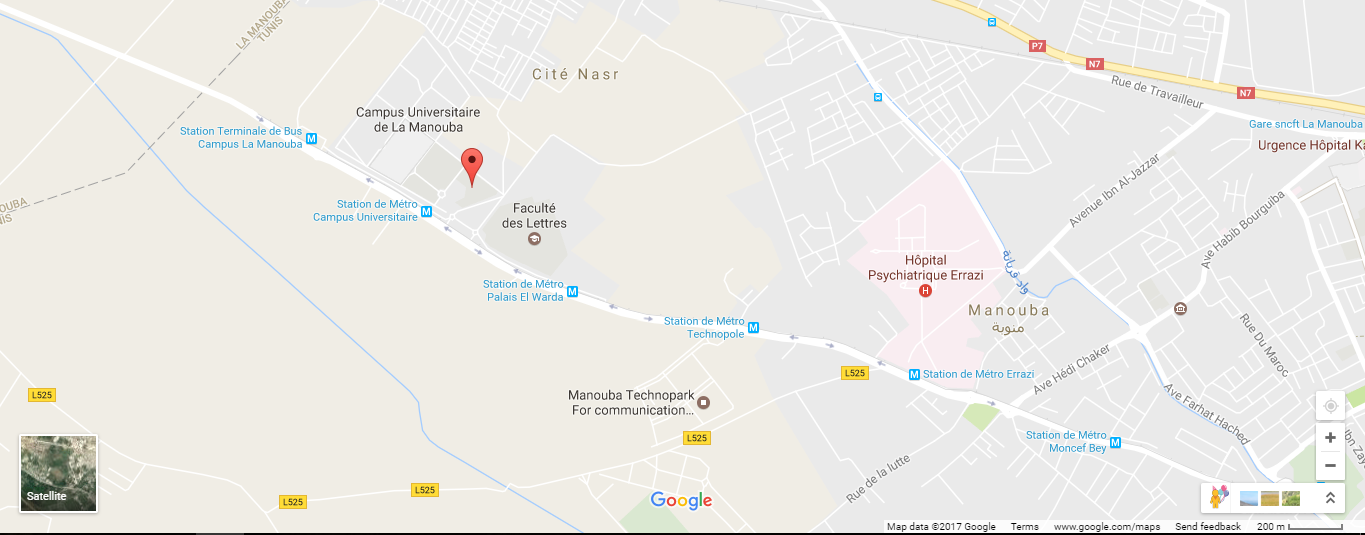 LA MANOUBA
TUNIS
P7
N7
Cité Nasr
Rue de Travailleur
N7
Campus Universitaire
de La Manouba
Station Terminale de Bus
Campus La Manouba
Gare sncft La Manouba
Urgence Hôpital Ka
Avenue Ibn Al-Jazzar
Station de Métro
Campus Universitaire
Faculté
des Lettres
Ave Habib Bourguiba
NOUBA
NIS
Hôpital
Psychiatrique Errazi
H
واد قريانة
Station de Métro
Palais El Warda
Manouba
منوبة
Station de Métro
Technopole
Rue Du Maroc
Ave Hédi Chaker
L525
Station de Métro Errazi
L525
Manouba Technopark
For communication...
Ave Farhat Hached
L525
Station de Métro
Moncef Bey
Ibn Zay
Rue de la lutte
L525
L525
Satellite
Google
Map data ©2017 Google
Terms
www.google.com/maps
Send feedback
200 m